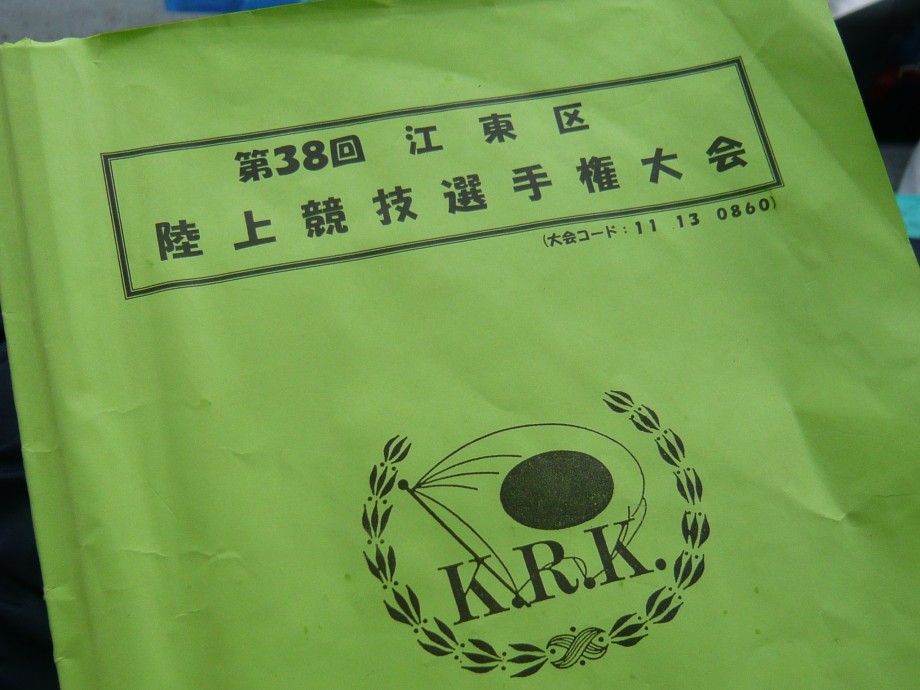 第38回 江東区
陸上競技選手権大会
(大会コード：11 13 0860)
K.R.K.